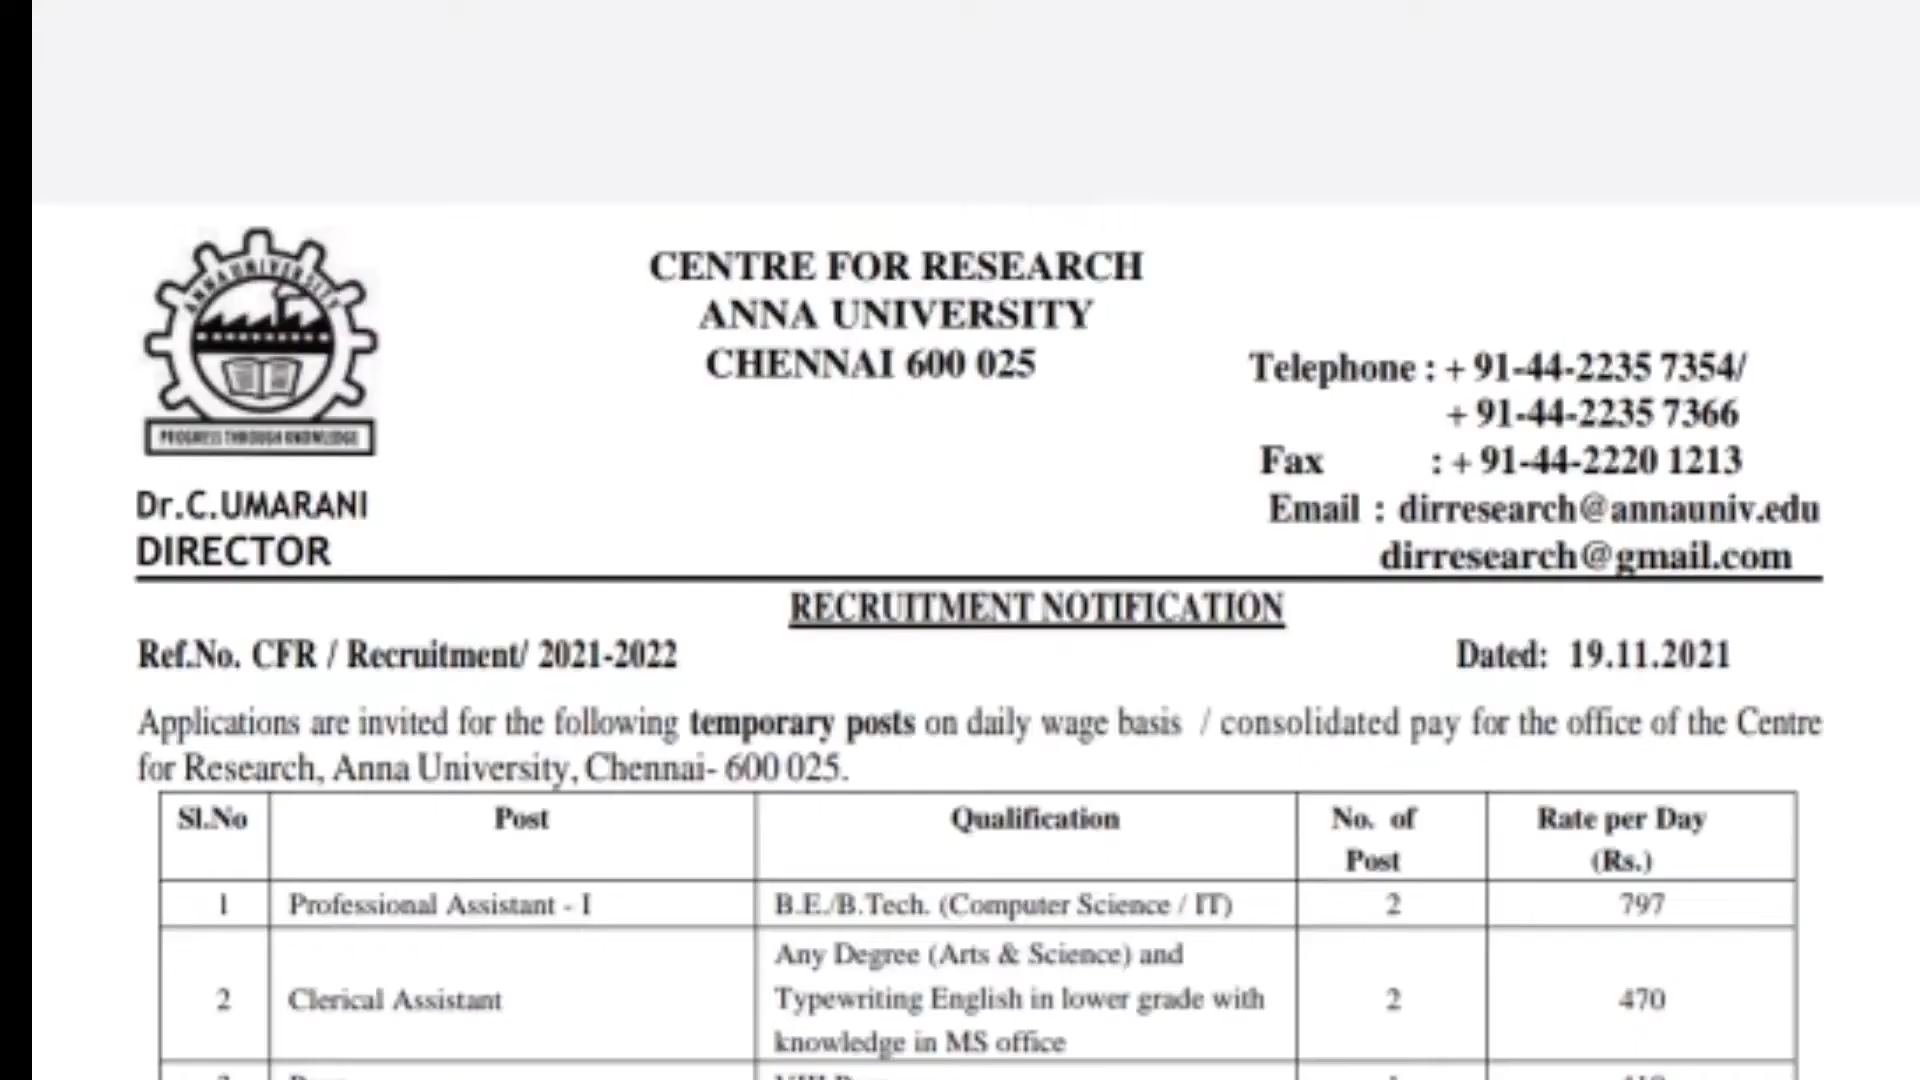 ANNA UNIVERSITY
PROGRESS THROUGH KNOWLEDGE
CENTRE FOR RESEARCH
ANNA UNIVERSITY
CHENNAI 600 025
Telephone : + 91-44-2235 7354/
+ 91-44-2235 7366
Fax : + 91-44-2220 1213
Email : dirresearch@annauniv.edu
dirresearch@gmail.com
Dr.C.UMARANI
DIRECTOR
RECRUITMENT NOTIFICATION
Ref.No. CFR / Recruitment/ 2021-2022 Dated: 19.11.2021
Applications are invited for the following temporary posts on daily wage basis / consolidated pay for the office of the Centre
for Research, Anna University, Chennai- 600 025.
Sl.No Post Qualification No. of Post Rate per Day (Rs.)
1 Professional Assistant - I B.E./B.Tech. (Computer Science / IT) 2 797
2 Clerical Assistant Any Degree (Arts & Science) and
Typewriting English in lower grade with
knowledge in MS office 2 470